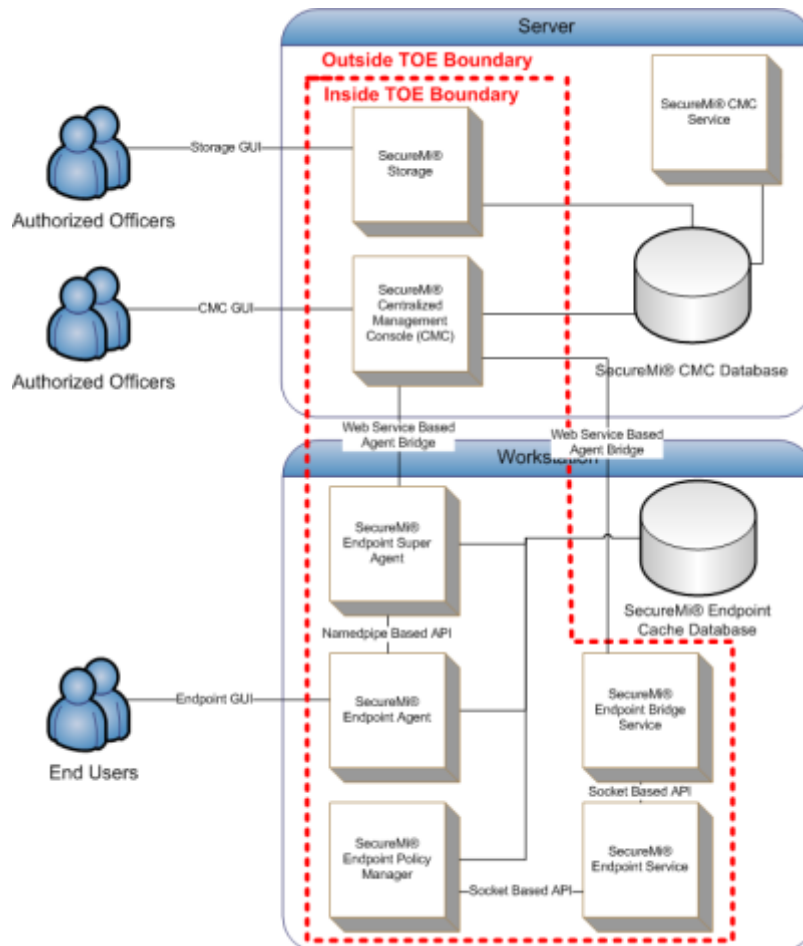 Server
Outside TOE Boundary
Inside TOE Boundary
SecureMi® CMC
Service
SecureMi®
Storage
Storage GUI
Authorized Officers
SecureMi®
Centralized
Management
Console (CMC)
CMC GUI
Authorized Officers
SecureMi® CMC Database
Web Service Based
Agent Bridge
Web Service Based
Agent Bridge
Workstation
SecureMi®
Endpoint Super
Agent
SecureMi® Endpoint
Cache Database
Namedpipe Based API
SecureMi®
Endpoint Agent
Endpoint GUI
End Users
SecureMi®
Endpoint Bridge
Service
Socket Based API
SecureMi®
Endpoint Policy
Manager
SecureMi®
Endpoint Service
Socket Based API